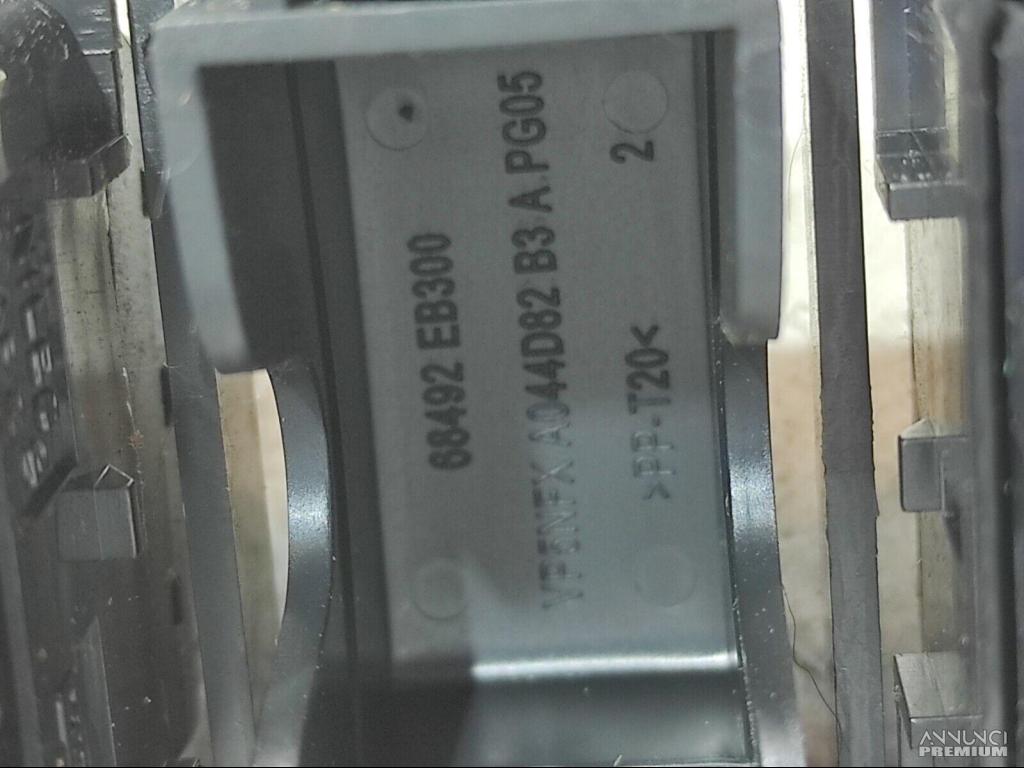 68492 EB300
VP5NFX A044D82 B3 A.PG05
>PP-T20<
2
ANNUNCI
PREMIUM